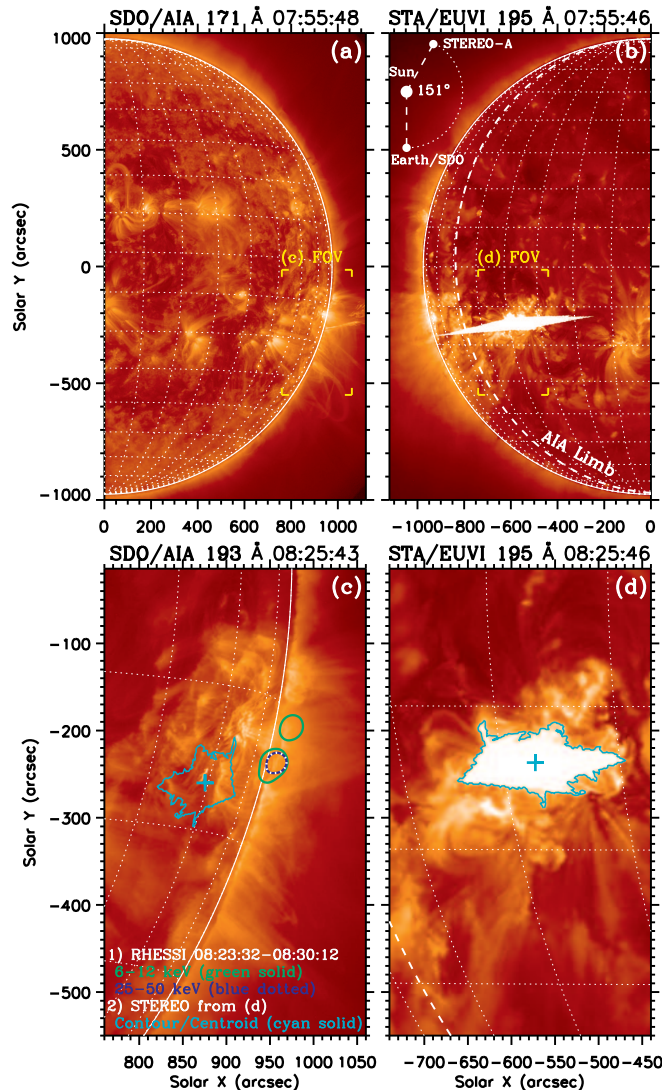 SDO/AIA 171 Å 07:55:48
STA/EUVI 195 Å 07:55:46
(a)
(b)
STEREO-A
Sun
151°
Earth/SDO
(c) FOV
(d) FOV
AIA Limb
1000
500
0
-500
-1000
Solar Y (arcsec)
0 200 400 600 800 1000
-1000 -800 -600 -400 -200 0
SDO/AIA 193 Å 08:25:43
STA/EUVI 195 Å 08:25:46
(c)
(d)
-100
-200
-300
-400
-500
Solar Y (arcsec)
1) RHESSI 08:23:32-08:30:12
6-12 keV (green solid)
25-50 keV (blue dotted)
2) STEREO from (d)
Contour/Centroid (cyan solid)
800 850 900 950 1000 1050
-700 -650 -600 -550 -500 -450
Solar X (arcsec)
Solar X (arcsec)